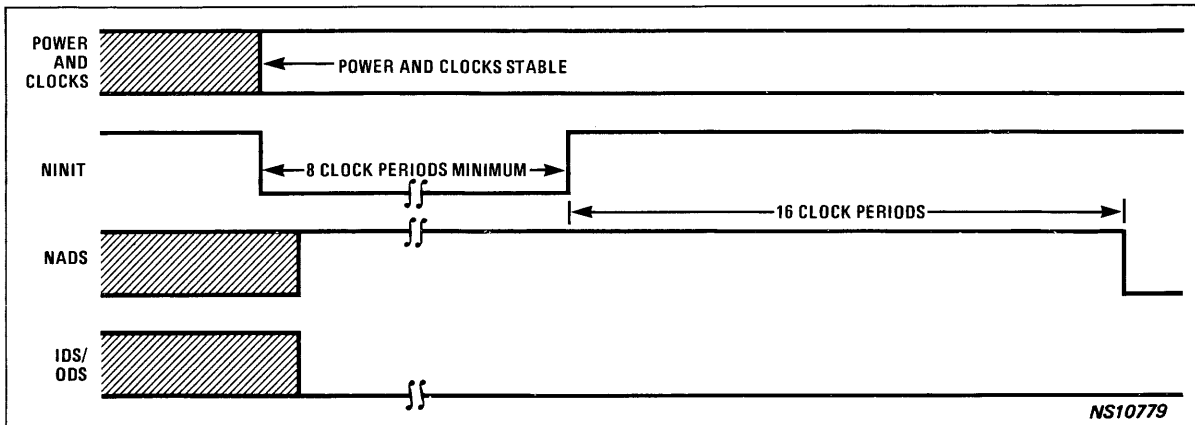 POWER
AND
CLOCKS
POWER AND CLOCKS STABLE
NINIT
8 CLOCK PERIODS MINIMUM
16 CLOCK PERIODS
NADS
IDS/
ODS
NS10779